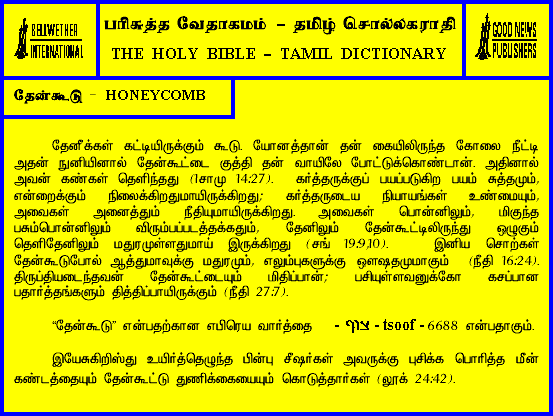 BELLWETHER
INTERNATIONAL
பரிசுத்த வேதாகமம் – தமிழ் சொல்லகராதி
THE HOLY BIBLE – TAMIL DICTIONARY
GOOD NEWS
PUBLISHERS
தேன்கூடு – HONEYCOMB
தேனீக்கள் கட்டியிருக்கும் கூடு. யோனத்தான் தன் கையிலிருந்த கோலை நீட்டி
அதன் நுனியினால் தேன்கூட்டை குத்தி தன் வாயிலே போட்டுக்கொண்டான். அதினால்
அவன் கண்கள் தெளிந்தது (1சாமு 14:27). கர்த்தருக்குப் பயப்படுகிற பயம் சுத்தமும்,
என்றைக்கும் நிலைக்கிறதுமாயிருக்கிறது; கர்த்தருடைய நியாயங்கள் உண்மையும்,
அவைகள் அனைத்தும் நீதியுமாயிருக்கிறது. அவைகள் பொன்னிலும், மிகுந்த
பசும்பொன்னிலும் விரும்பப்படத்தக்கதும், தேனிலும் தேன்கூட்டிலிருந்து ஒழுகும்
தெளிதேனிலும் மதுரமுள்ளதுமாய் இருக்கிறது (சங் 19.9,10). இனிய சொற்கள்
தேன்கூடுபோல் ஆத்துமாவுக்கு மதுரமும், எலும்புகளுக்கு ஔஷதமுமாகும் (நீதி 16:24).
திருப்தியடைந்தவன் தேன்கூட்டையும் மிதிப்பான்; பசியுள்ளவனுக்கோ கசப்பான
பதார்த்தங்களும் தித்திப்பாயிருக்கும் (நீதி 27:7).
“தேன்கூடு” என்பதற்கான எபிரெய வார்த்தை - צוף - tsoof - 6688 என்பதாகும்.
இயேசுகிறிஸ்து உயிர்த்தெழுந்த பின்பு சீஷர்கள் அவருக்கு புசிக்க பொரித்த மீன்
கண்டத்தையும் தேன்கூட்டு துணிக்கையையும் கொடுத்தார்கள் (லூக் 24:42).